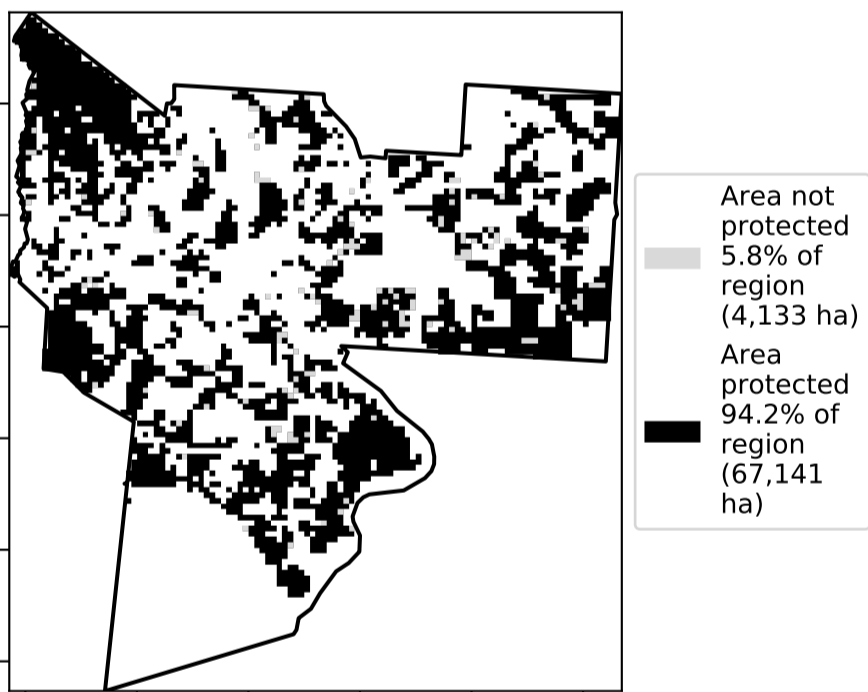 Area not
protected
5.8% of
region
(4,133 ha)
Area
protected
94.2% of
region
(67,141
ha)